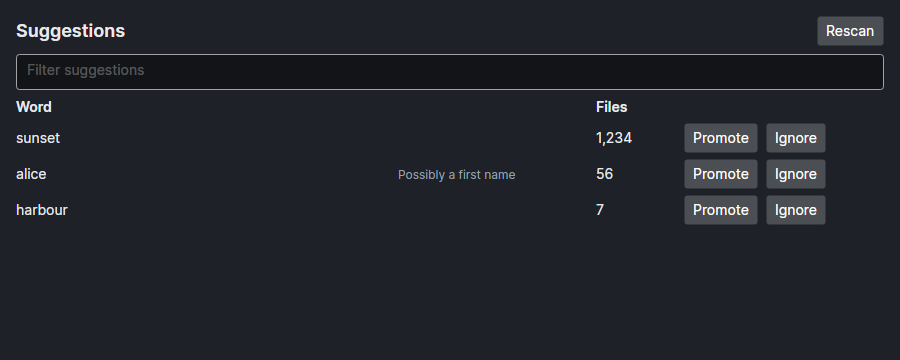 Suggestions Rescan
Filter suggestions
Word Files
sunset 1,234 Promote Ignore
alice Possibly a first name 56 Promote Ignore
harbour 7 Promote Ignore